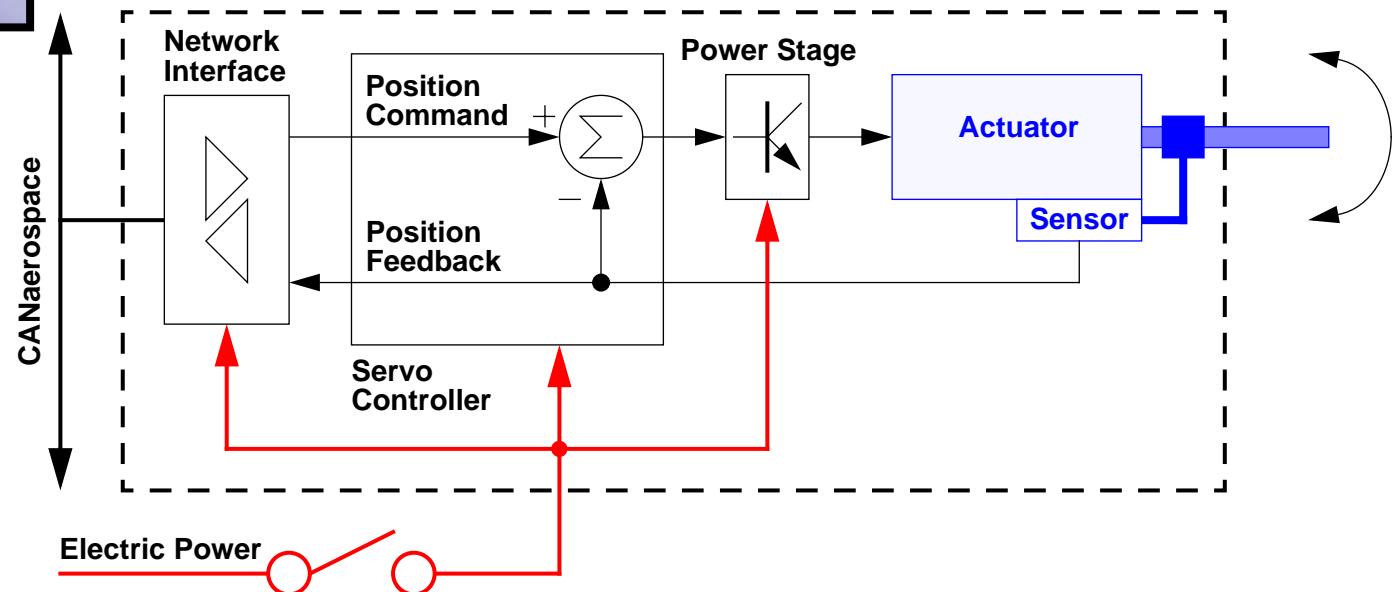 Network
Interface
Power Stage
Position
Command
+
Σ
Actuator
−
Sensor
Position
Feedback
CANaerospace
Servo
Controller
Electric Power